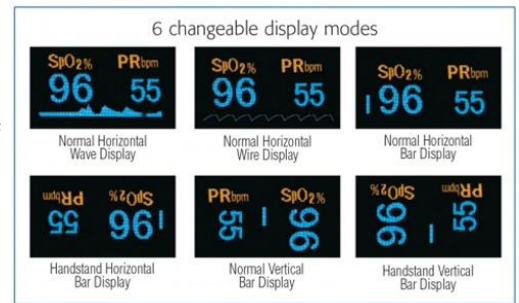 6 changeable display modes
SpO2% PRbpm
96 55
Normal Horizontal
Wave Display
SpO2% PRbpm
96 55
Normal Horizontal
Wire Display
SpO2% PRbpm
96 55
Normal Horizontal
Bar Display
PRbpm SpO2%
55 96
Handstand Horizontal
Bar Display
PRbpm SpO2%
55 96
Normal Vertical
Bar Display
SpO2% PRbpm
96 55
Handstand Vertical
Bar Display